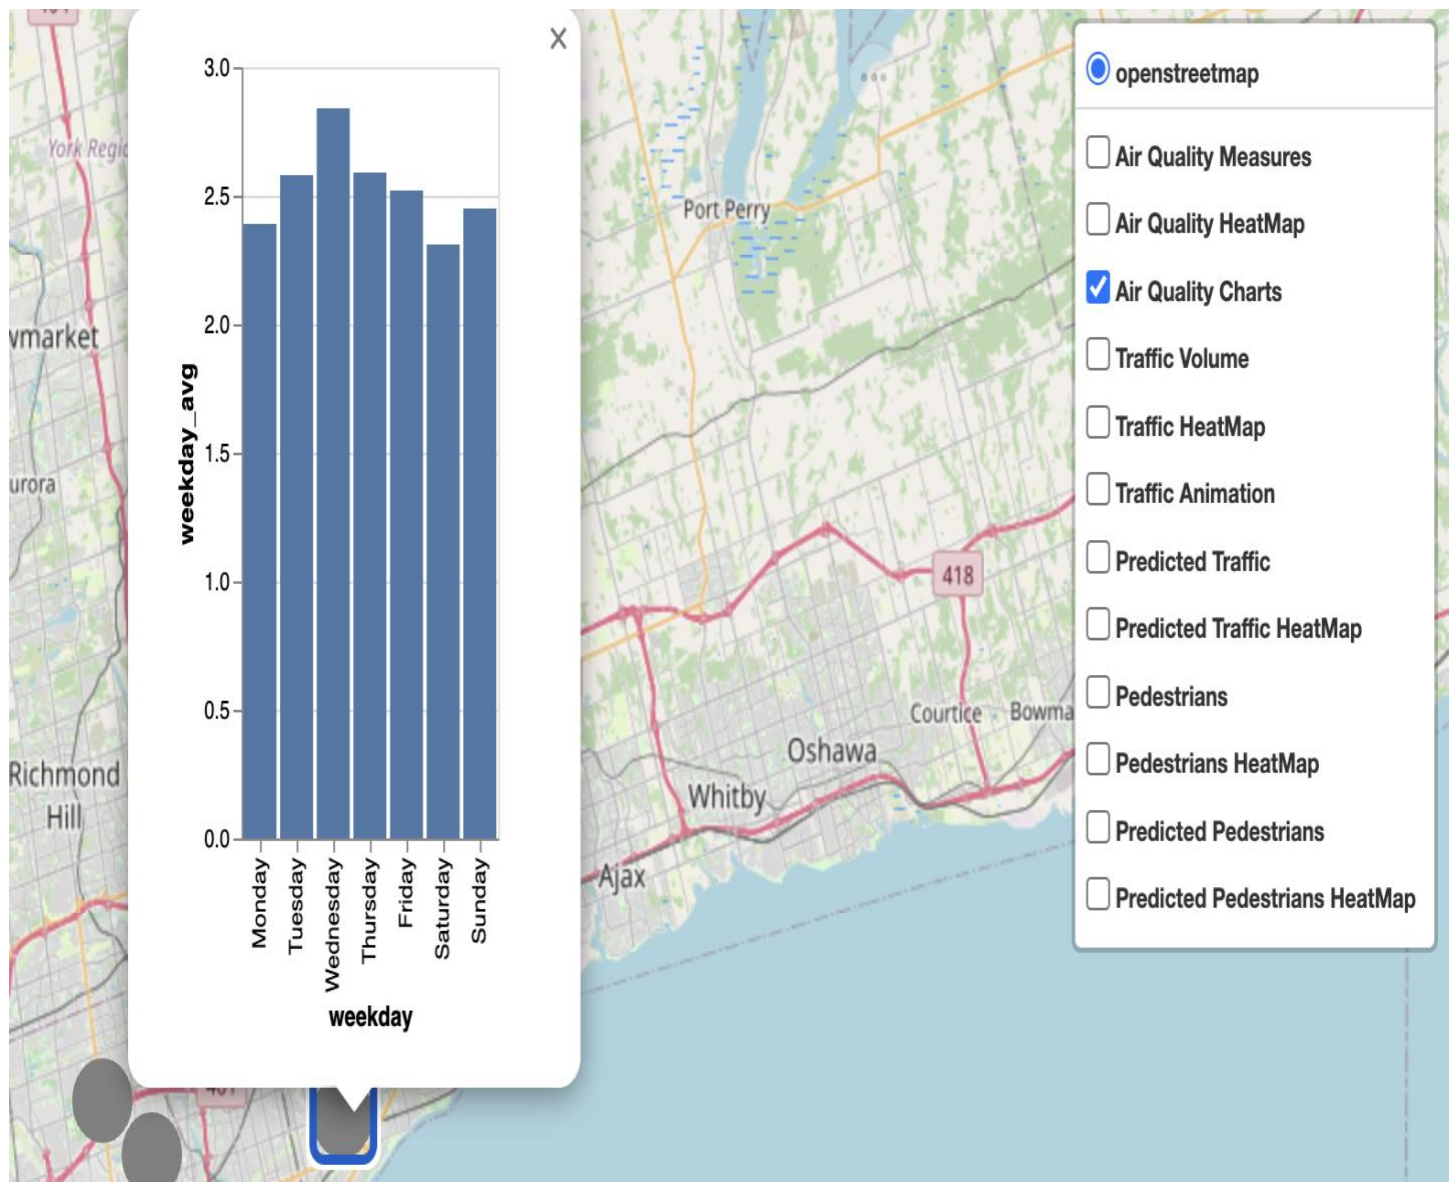 X
3.0
2.5
2.0
1.5
1.0
0.5
0.0
weekday_avg
Monday
Tuesday
Wednesday
Thursday
Friday
Saturday
Sunday
weekday
openstreetmap
Air Quality Measures
Air Quality HeatMap
Air Quality Charts
Traffic Volume
Traffic HeatMap
Traffic Animation
Predicted Traffic
Predicted Traffic HeatMap
Pedestrians
Pedestrians HeatMap
Predicted Pedestrians
Predicted Pedestrians HeatMap
York Regio
Port Perry
wmarket
urora
418
Courtice
Bowma
Oshawa
Richmond
Hill
Whitby
Ajax